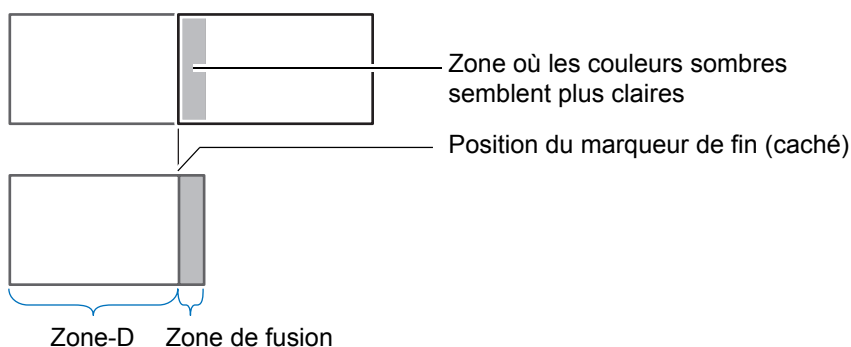 Zone où les couleurs sombres
semblent plus claires
Position du marqueur de fin (caché)
Zone-D Zone de fusion